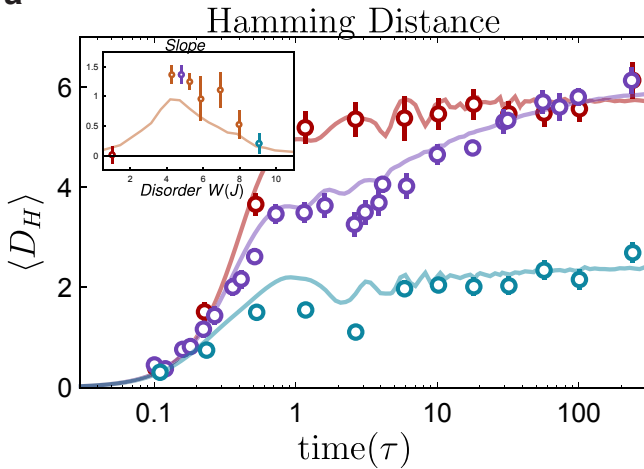 a
Hamming Distance
Slope
1.5
1
0.5
0
2 4 6 8 10
Disorder W(J)
6
4
2
0
⟨D_H⟩
0.1 1 10 100
time(τ)